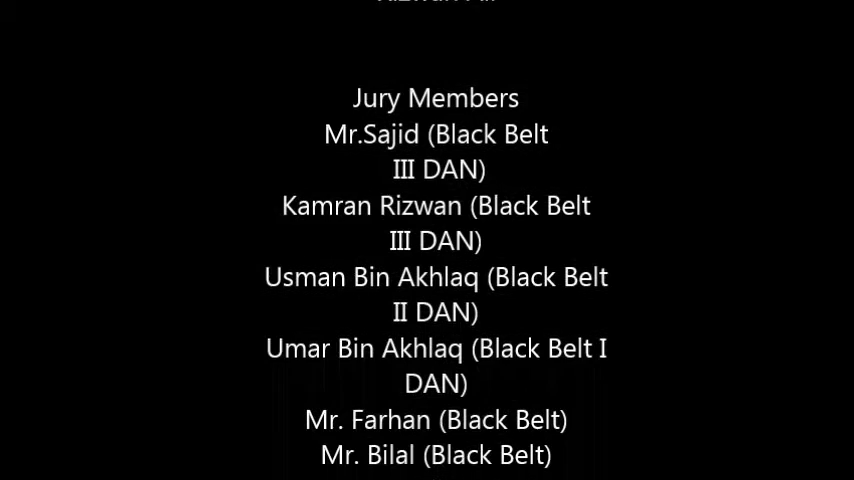 Jury Members
Mr.Sajid (Black Belt
III DAN)
Kamran Rizwan (Black Belt
III DAN)
Usman Bin Akhlaq (Black Belt
II DAN)
Umar Bin Akhlaq (Black Belt I
DAN)
Mr. Farhan (Black Belt)
Mr. Bilal (Black Belt)